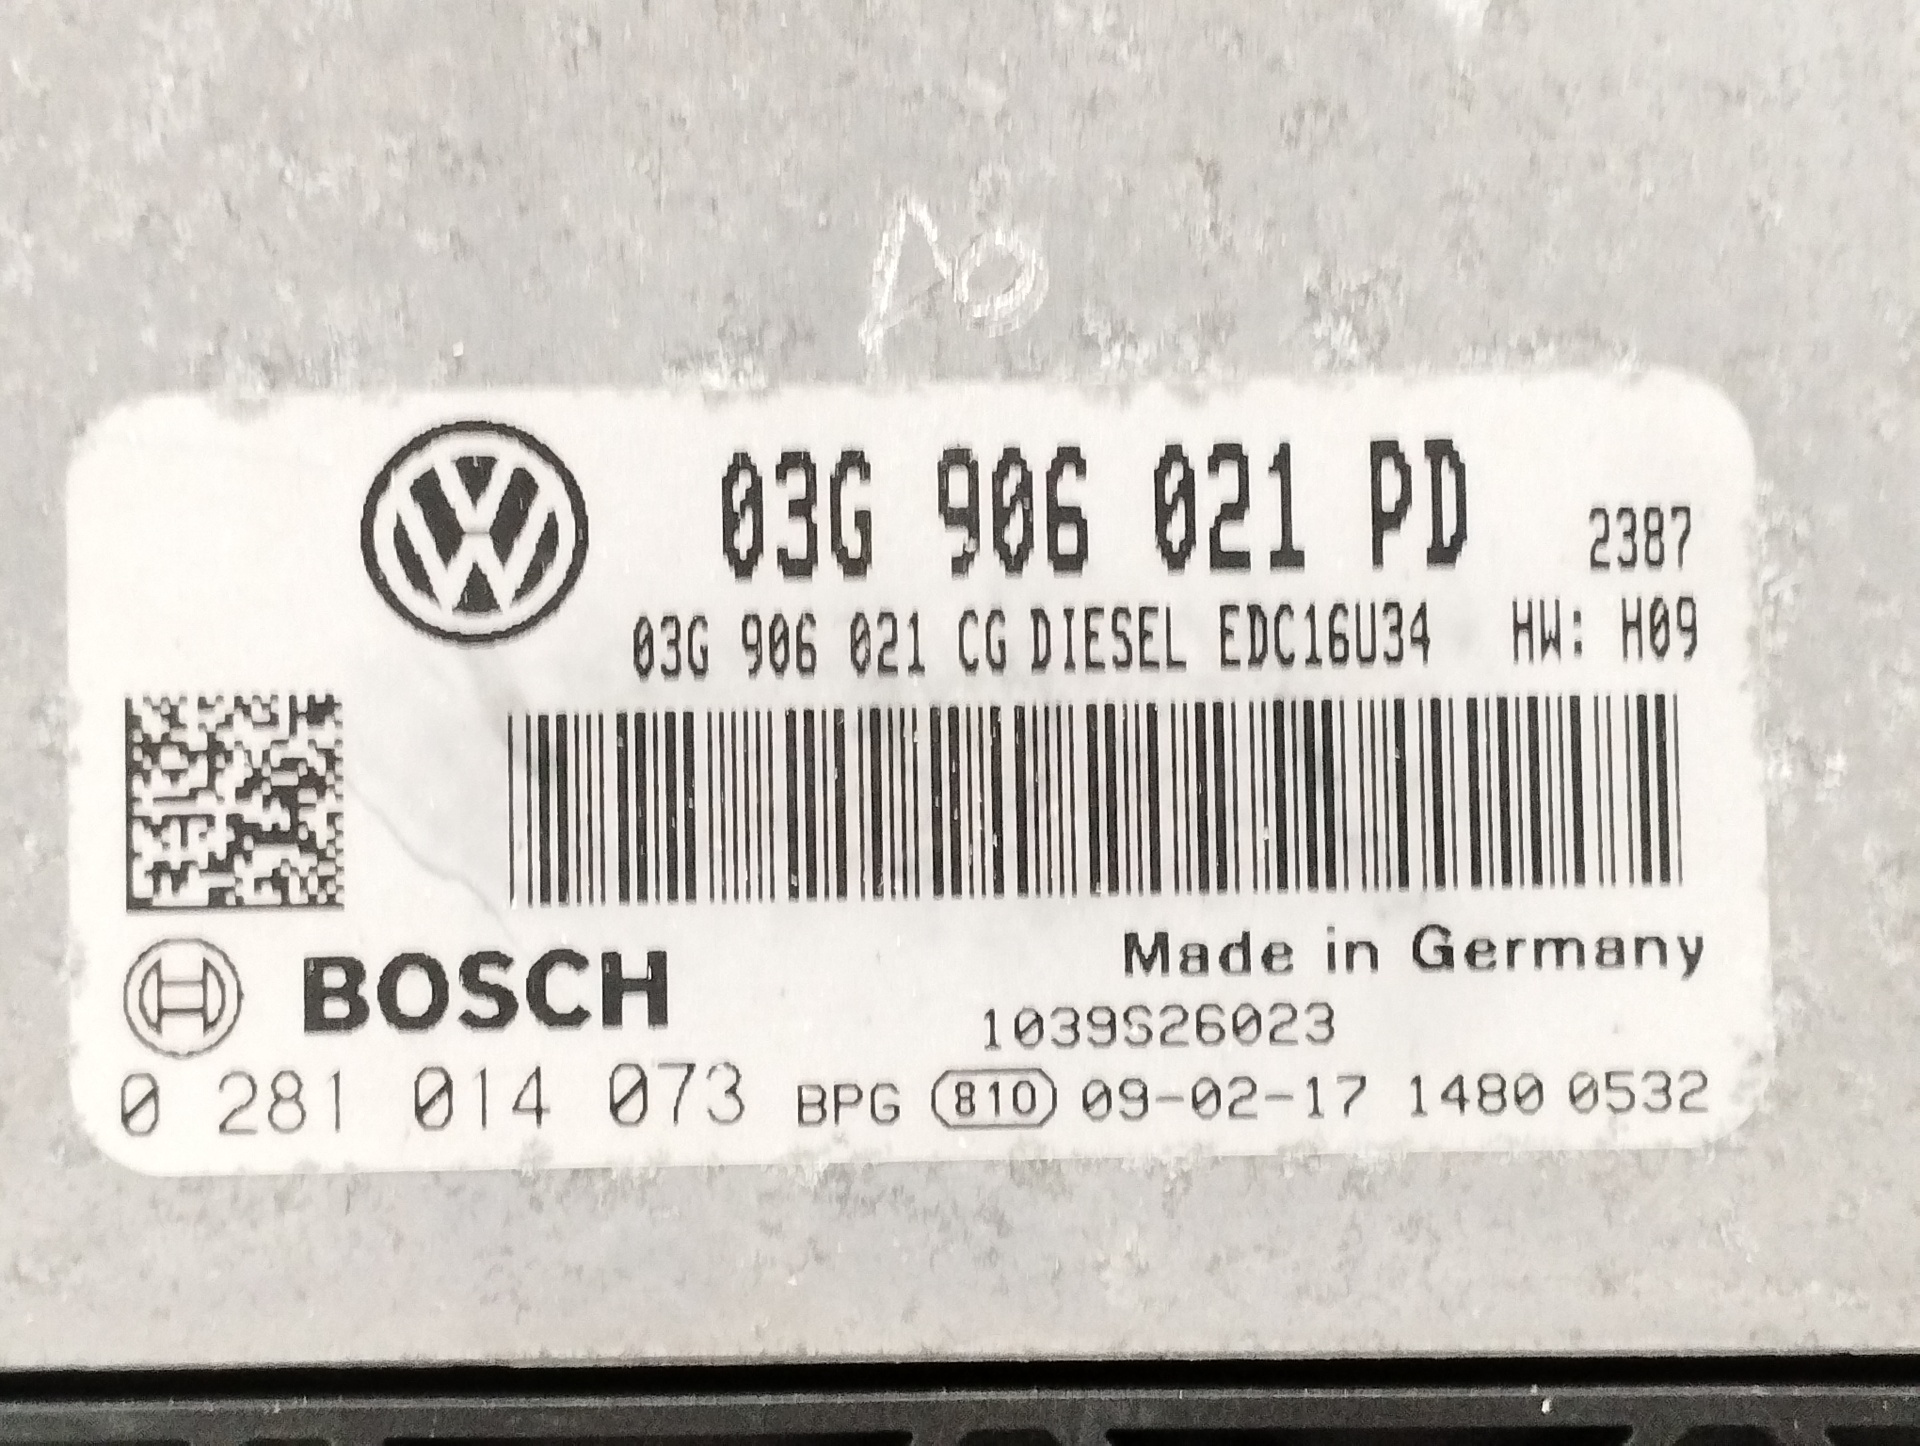 03G 906 021 PD 2387
03G 906 021 CG DIESEL EDC16U34 HW: H09
BOSCH
Made in Germany
1039S26023
0 281 014 073 BPG 810 09-02-17 1480 0532